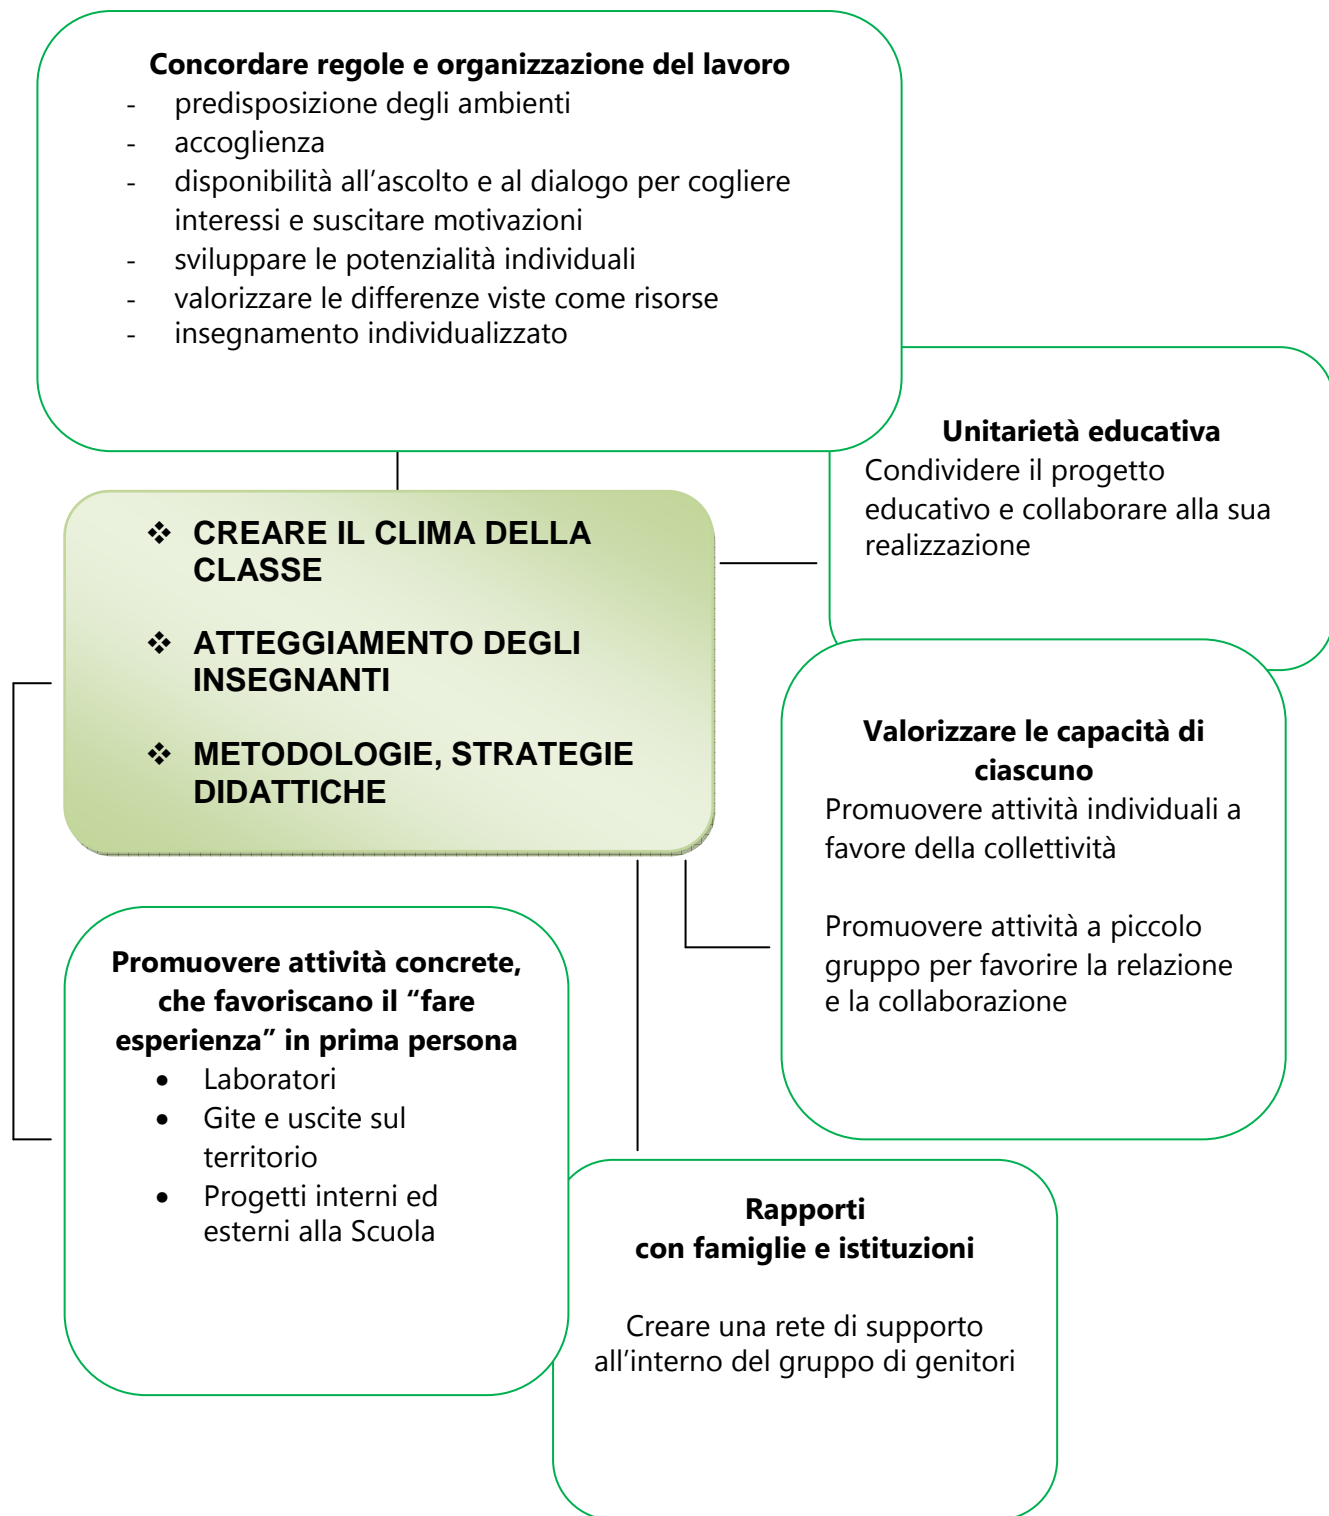 Concordare regole e organizzazione del lavoro
- predisposizione degli ambienti
- accoglienza
- disponibilità all’ascolto e al dialogo per cogliere
interessi e suscitare motivazioni
- sviluppare le potenzialità individuali
- valorizzare le differenze viste come risorse
- insegnamento individualizzato
Unitarietà educativa
Condividere il progetto
educativo e collaborare alla sua
realizzazione
❖ CREARE IL CLIMA DELLA
CLASSE
❖ ATTEGGIAMENTO DEGLI
INSEGNANTI
❖ METODOLOGIE, STRATEGIE
DIDATTICHE
Valorizzare le capacità di
ciascuno
Promuovere attività individuali a
favore della collettività
Promuovere attività a piccolo
gruppo per favorire la relazione
e la collaborazione
Promuovere attività concrete,
che favoriscano il “fare
esperienza” in prima persona
• Laboratori
• Gite e uscite sul
territorio
• Progetti interni ed
esterni alla Scuola
Rapporti
con famiglie e istituzioni
Creare una rete di supporto
all’interno del gruppo di genitori